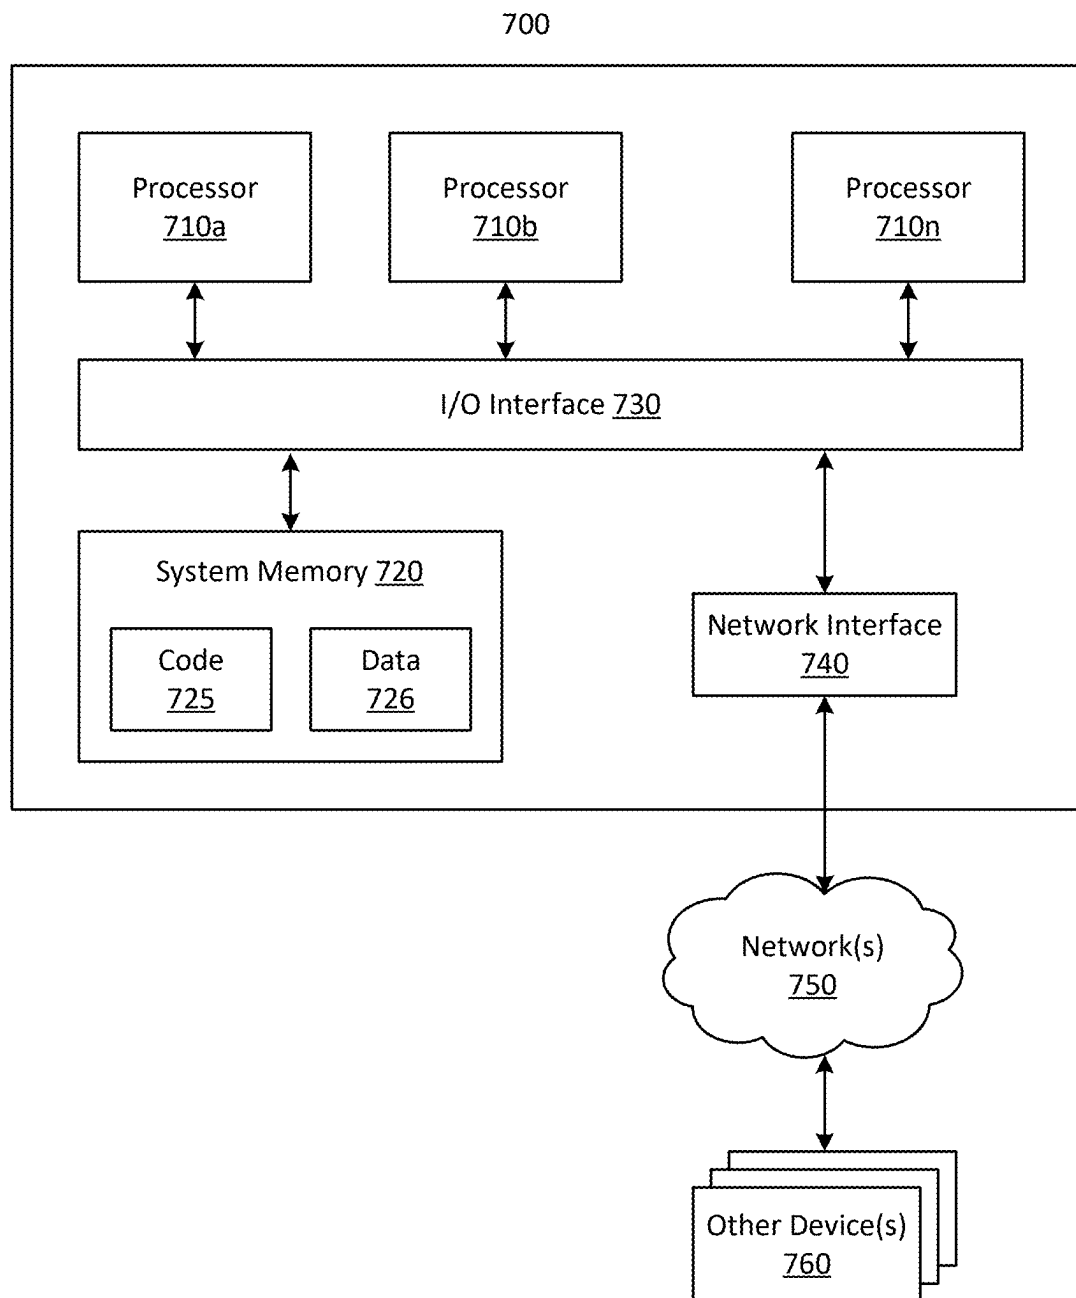 700
Processor
710a
Processor
710b
Processor
710n
I/O Interface 730
System Memory 720
Code
725
Data
726
Network Interface
740
Network(s)
750
Other Device(s)
760